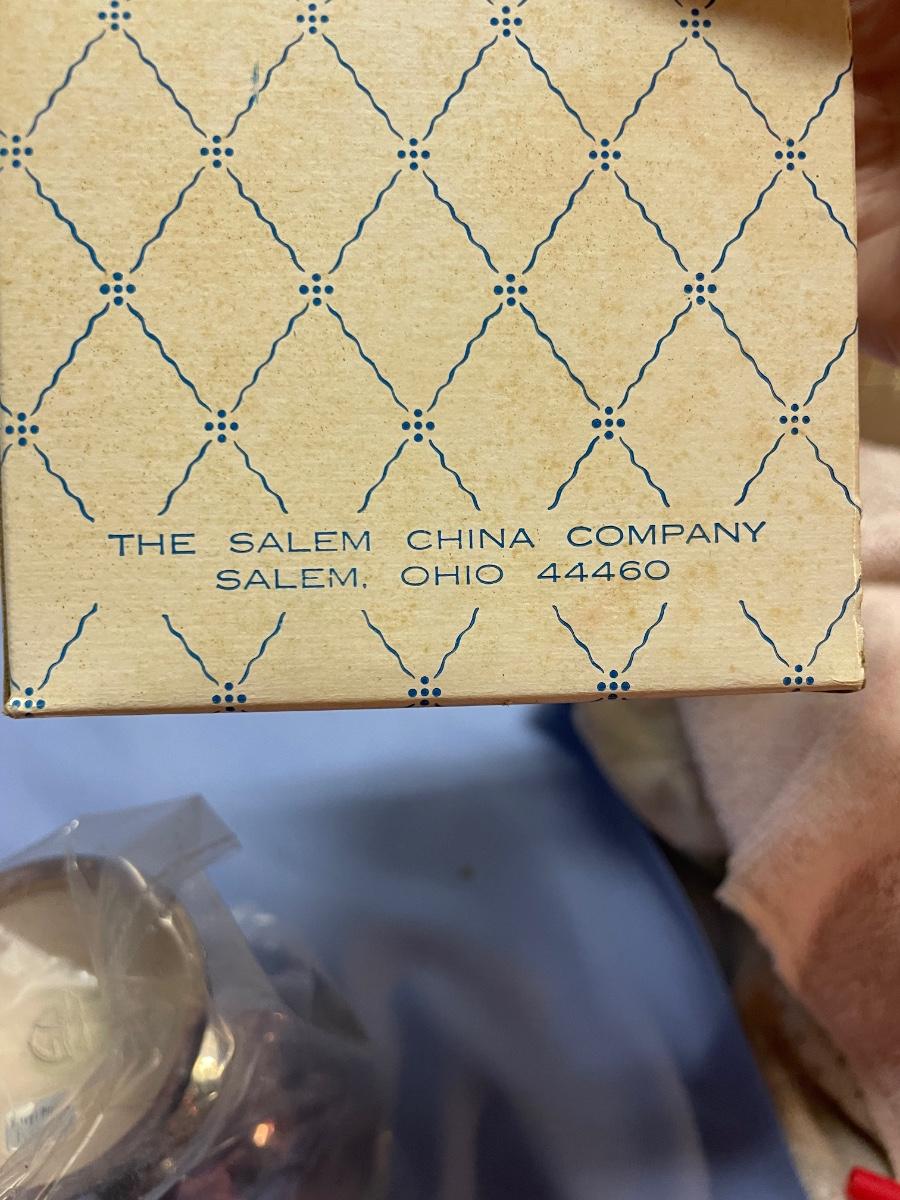 THE SALEM CHINA COMPANY
SALEM, OHIO 44460